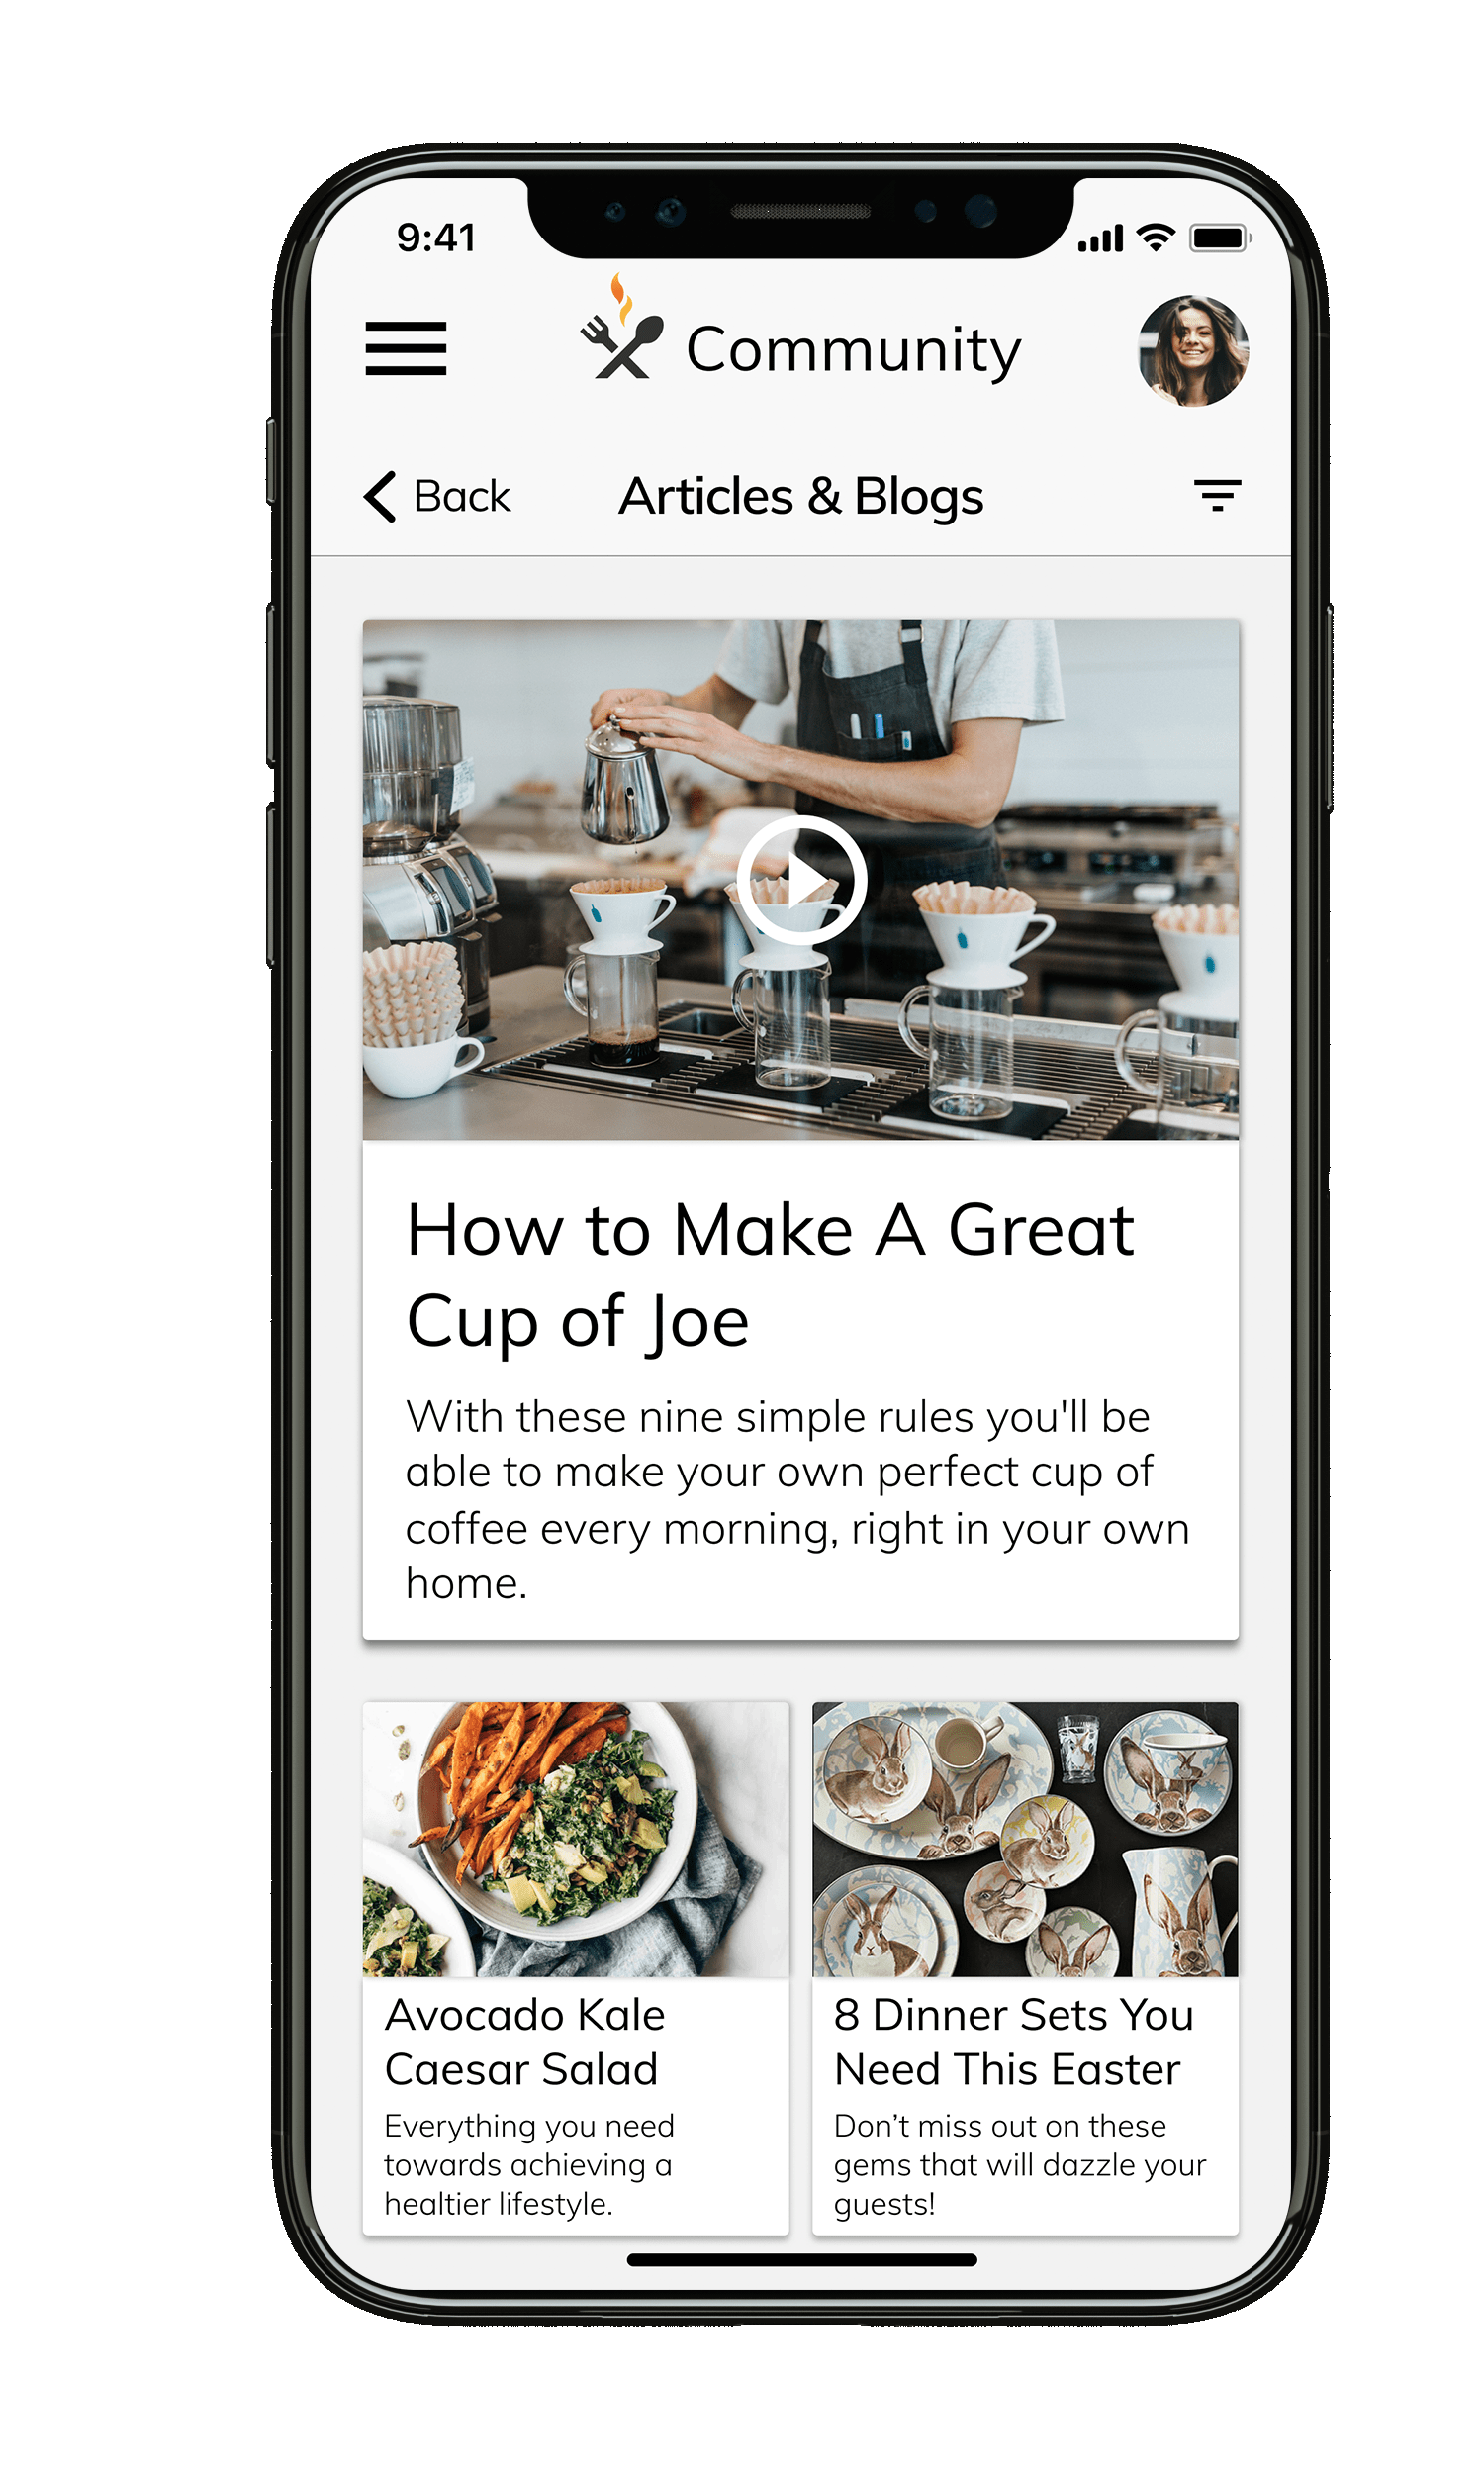 9:41
Community
Back
Articles & Blogs
How to Make A Great
Cup of Joe
With these nine simple rules you'll be
able to make your own perfect cup of
coffee every morning, right in your own
home.
Avocado Kale
Caesar Salad
Everything you need
towards achieving a
healtier lifestyle.
8 Dinner Sets You
Need This Easter
Don’t miss out on these
gems that will dazzle your
guests!